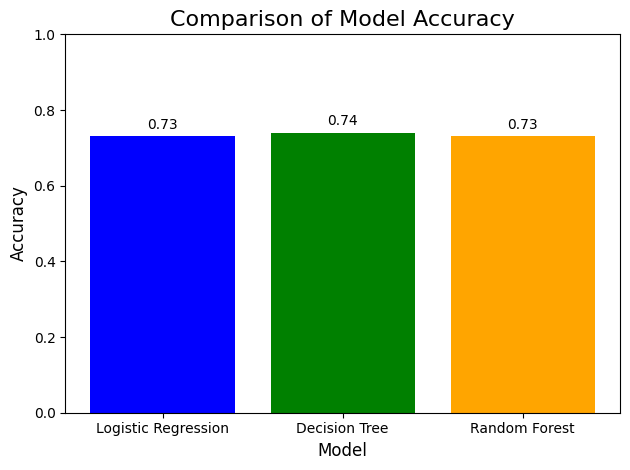 Comparison of Model Accuracy
1.0
0.8
0.6
0.4
0.2
0.0
Accuracy
0.73
0.74
0.73
Logistic Regression
Decision Tree
Random Forest
Model